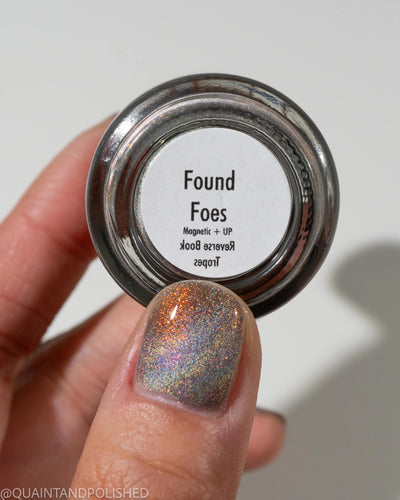 Found
Foes
Magnetic + UP
Reverse Book
Tropes
@QUAINTANDPOLISHED